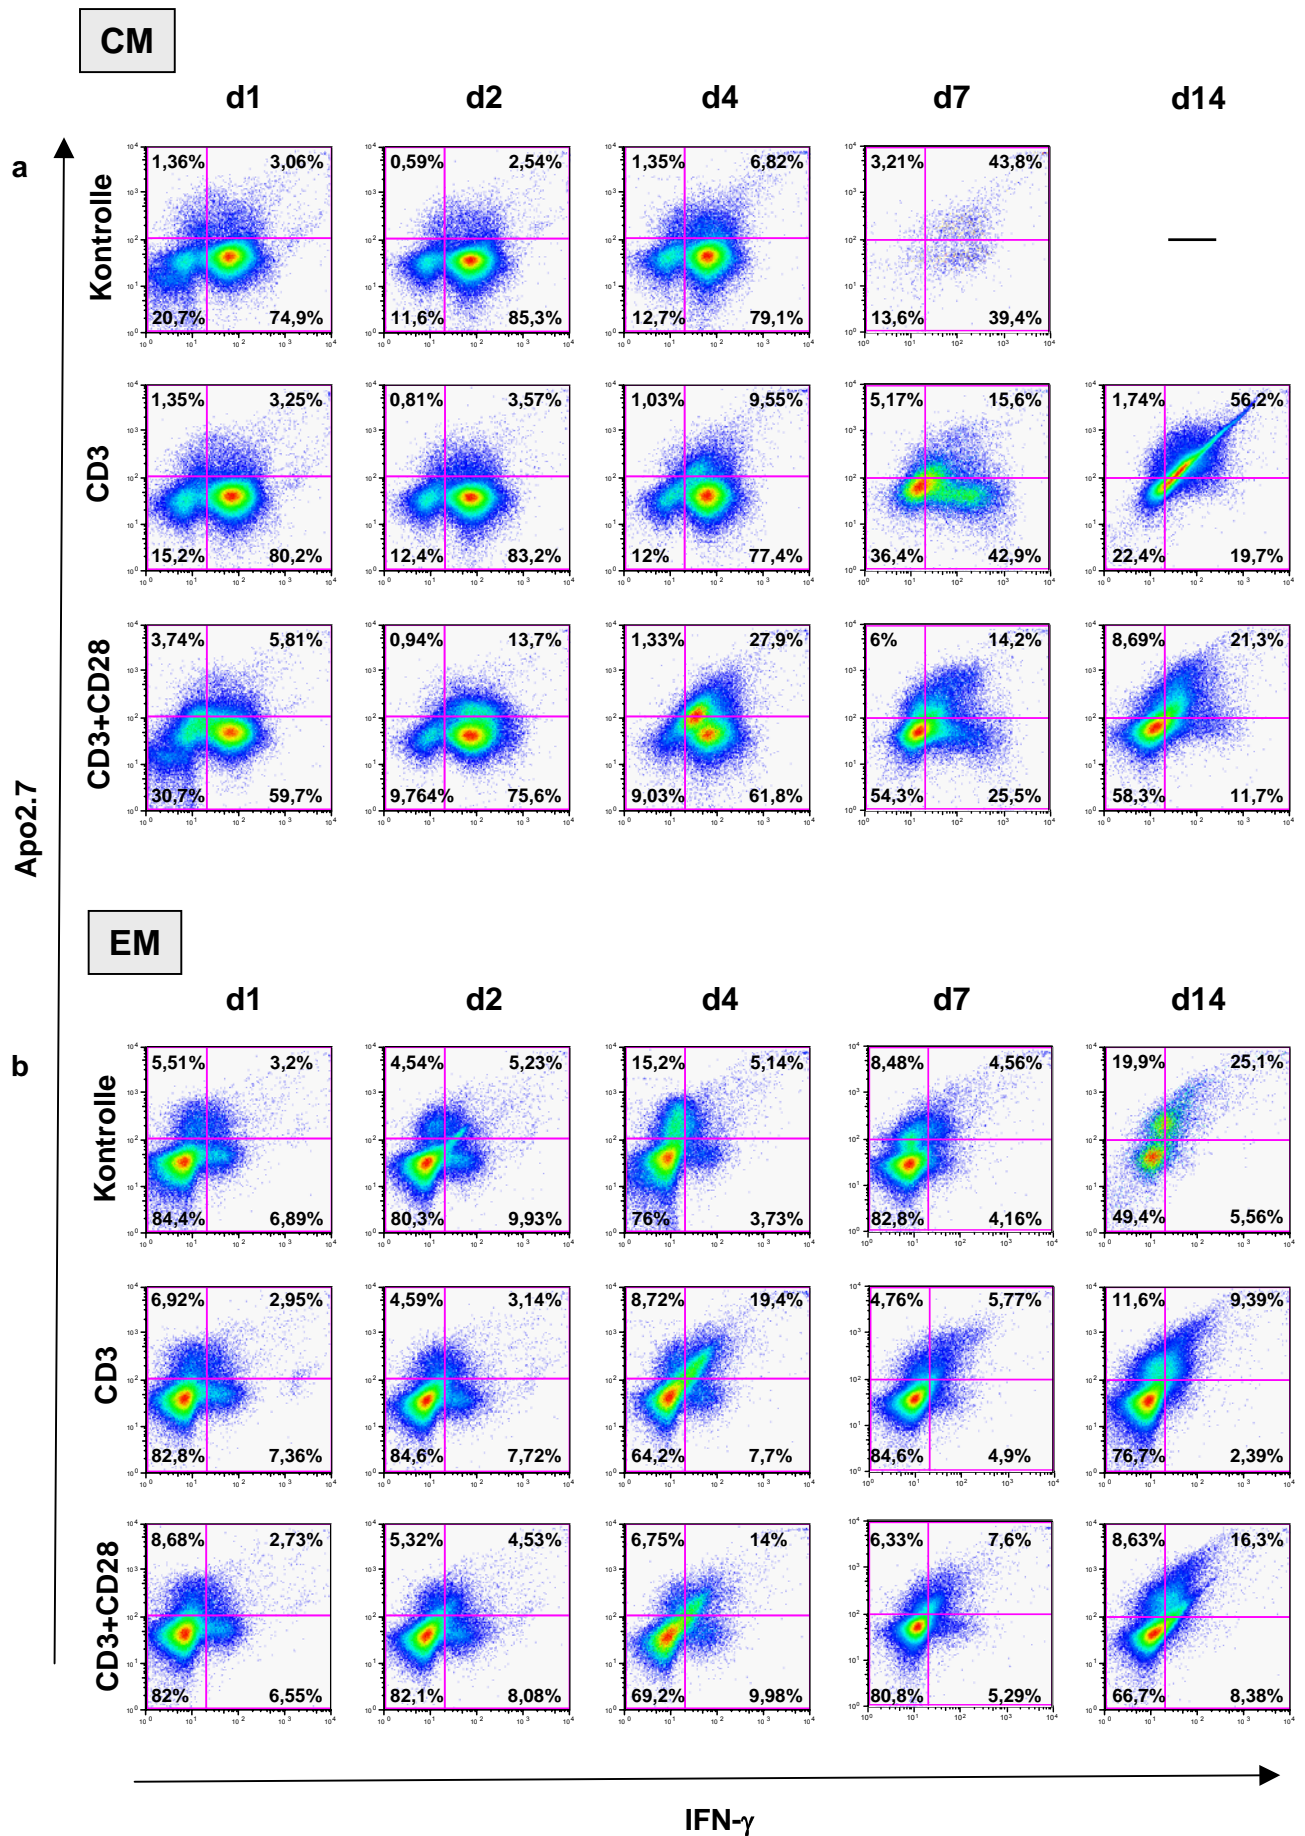 CM
d1 d2 d4 d7 d14
a
Kontrolle
1,36% 3,06% 0,59% 2,54% 1,35% 6,82% 3,21% 43,8%
20,7% 74,9% 11,6% 85,3% 12,7% 79,1% 13,6% 39,4%
—
CD3
1,35% 3,25% 0,81% 3,57% 1,03% 9,55% 5,17% 15,6% 1,74% 56,2%
15,2% 80,2% 12,4% 83,2% 12% 77,4% 36,4% 42,9% 22,4% 19,7%
CD3+CD28
3,74% 5,81% 0,94% 13,7% 1,33% 27,9% 6% 14,2% 8,69% 21,3%
30,7% 59,7% 9,764% 75,6% 9,03% 61,8% 54,3% 25,5% 58,3% 11,7%
Apo2.7
EM
d1 d2 d4 d7 d14
b
Kontrolle
5,51% 3,2% 4,54% 5,23% 15,2% 5,14% 8,48% 4,56% 19,9% 25,1%
84,4% 6,89% 80,3% 9,93% 76% 3,73% 82,8% 4,16% 49,4% 5,56%
CD3
6,92% 2,95% 4,59% 3,14% 8,72% 19,4% 4,76% 5,77% 11,6% 9,39%
82,8% 7,36% 84,6% 7,72% 64,2% 7,7% 84,6% 4,9% 76,7% 2,39%
CD3+CD28
8,68% 2,73% 5,32% 4,53% 6,75% 14% 6,33% 7,6% 8,63% 16,3%
82% 6,55% 82,1% 8,08% 69,2% 9,98% 80,8% 5,29% 66,7% 8,38%
IFN-γ